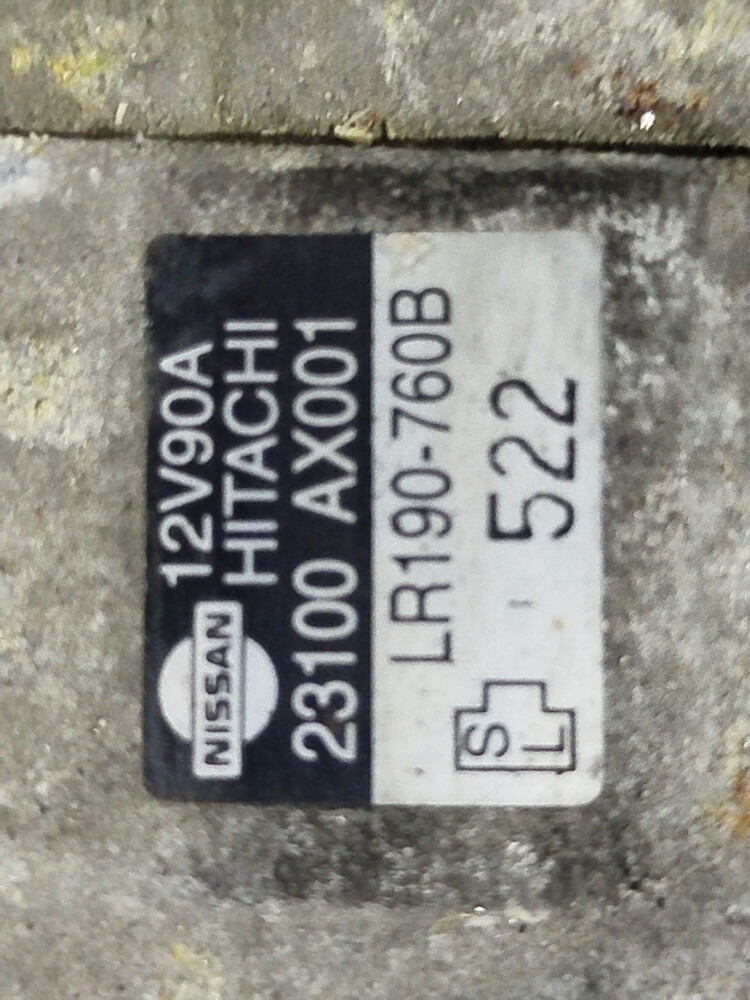 NISSAN
12V90A
HITACHI
23100 AX001
LR190-760B
S
L
522